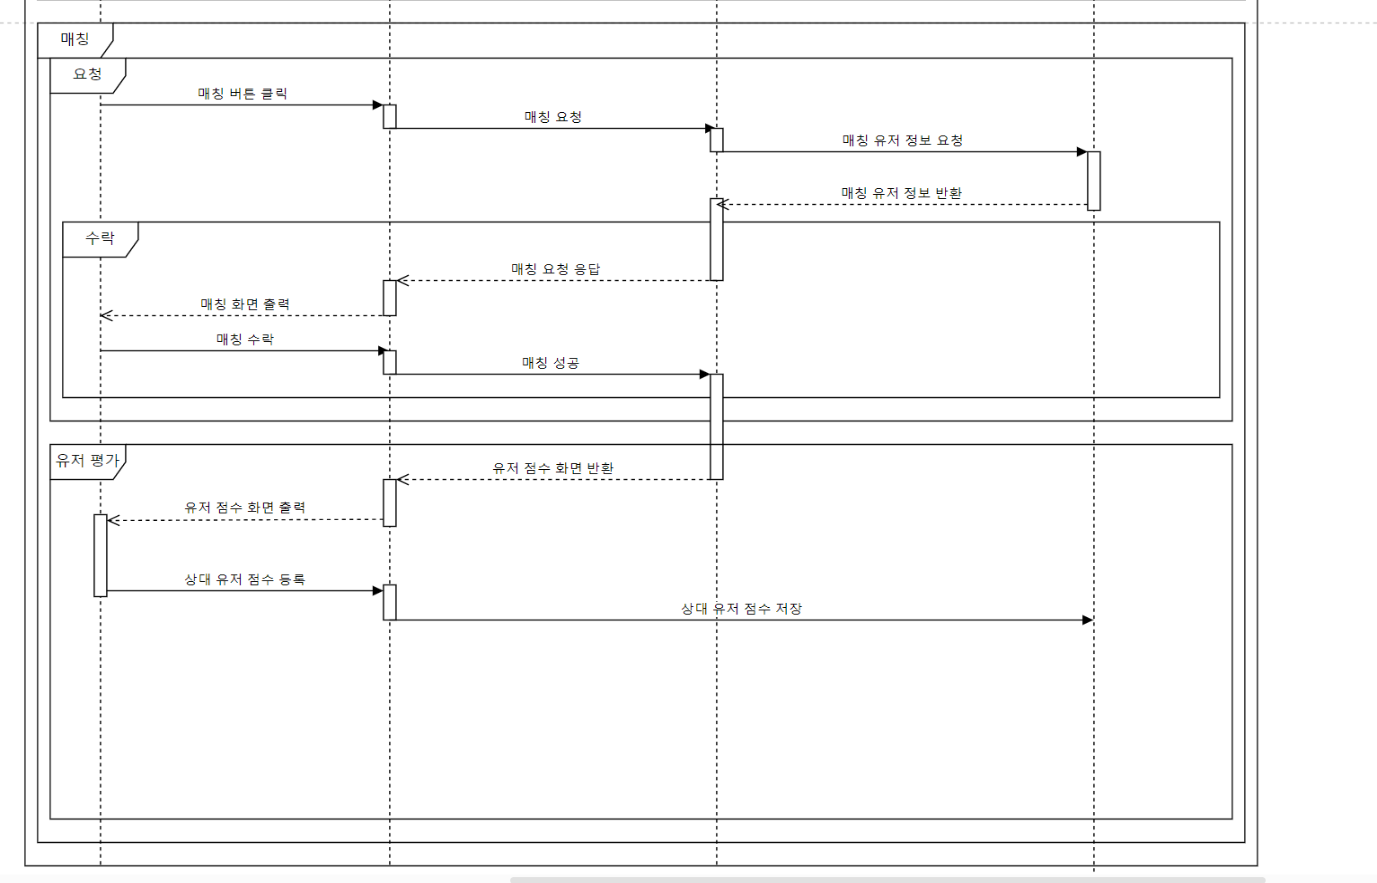 매칭
요청
매칭 버튼 클릭
매칭 요청
매칭 유저 정보 요청
매칭 유저 정보 반환
수락
매칭 요청 응답
매칭 화면 출력
매칭 수락
매칭 성공
유저 평가
유저 점수 화면 반환
유저 점수 화면 출력
상대 유저 점수 등록
상대 유저 점수 저장